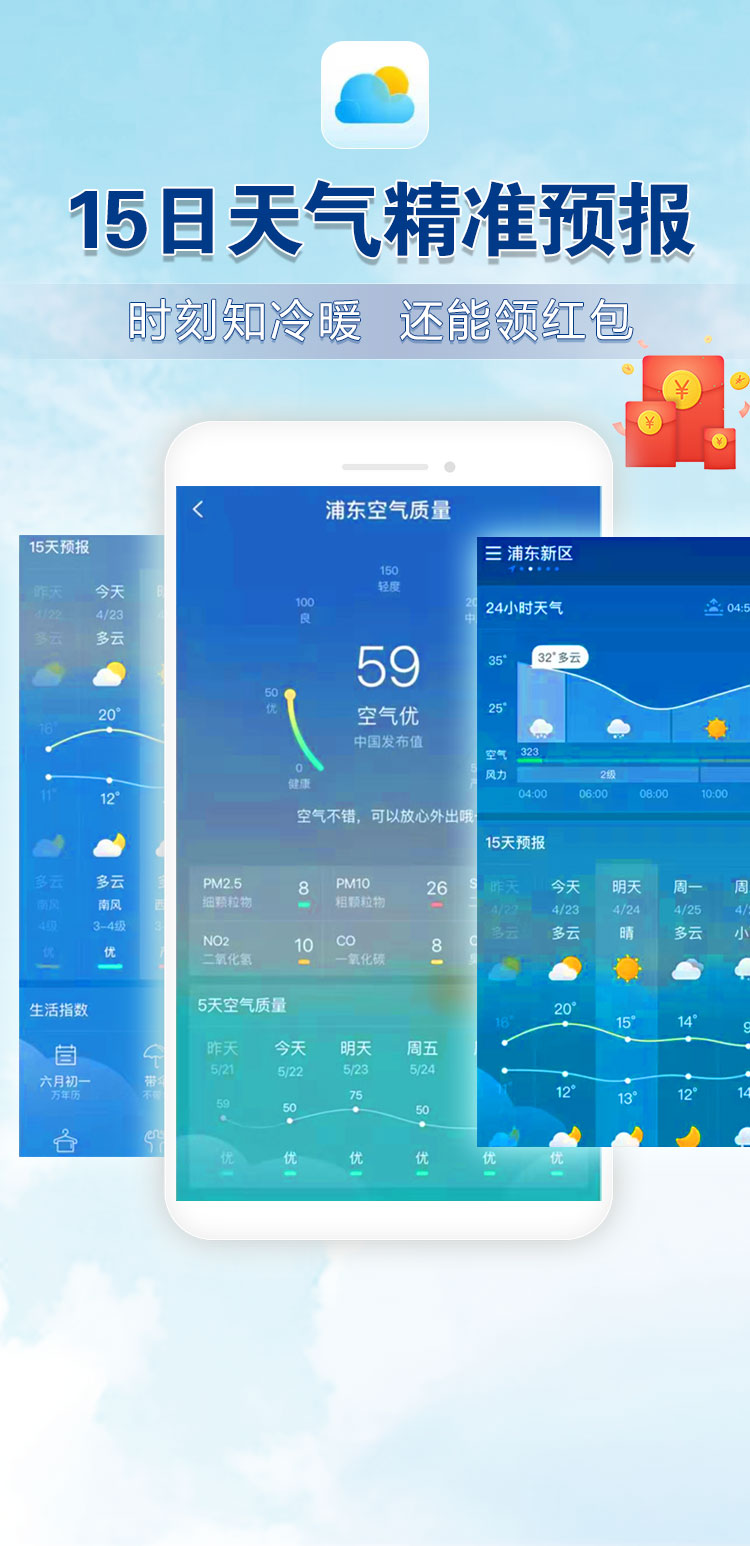 15日天气精准预报
时刻知冷暖 还能领红包
15天预报
昨天 今天
4/22 4/23
多云 多云
16° 20°
11° 12°
多云 多云
南风 南风
4级 3-4级
优 优
生活指数
六月初一
万年历
带伞
浦东空气质量
150
轻度
100
良
50
优
0
健康
59
空气优
中国发布值
空气不错，可以放心外出哦
PM2.5 8 PM10 26
细颗粒物 粗颗粒物
NO2 10 CO 8
二氧化氮 一氧化碳
5天空气质量
昨天 今天 明天 周五
5/21 5/22 5/23 5/24
59 50 75 50
优 优 优 优 优 优
浦东新区
24小时天气 04:5
35° 32°多云
25°
空气 323
风力 2级
04:00 06:00 08:00 10:00
15天预报
昨天 今天 明天 周一 周
4/22 4/23 4/24 4/25 4/
多云 多云 晴 多云 小
16° 20° 15° 14° 9
12° 13° 12° 14